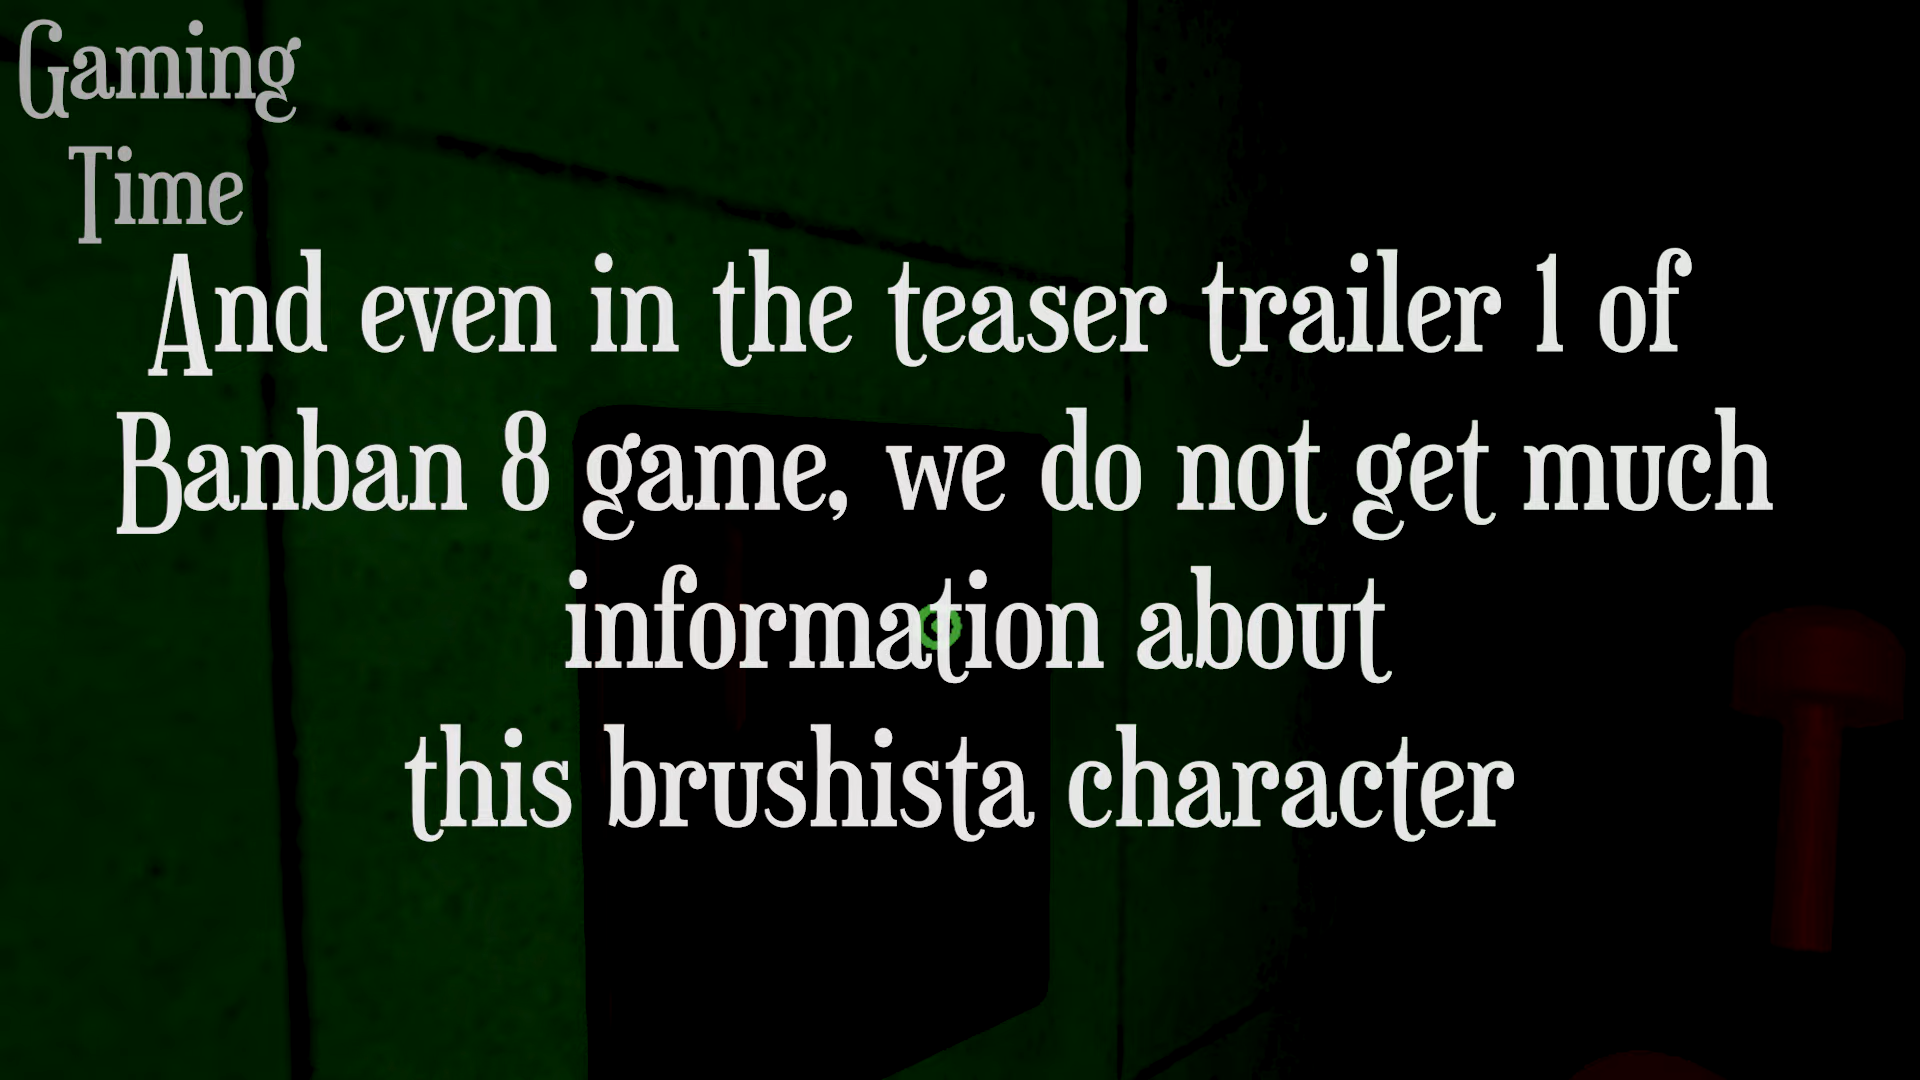 Gaming
Time
And even in the teaser trailer 1 of
Banban 8 game, we do not get much
information about
this brushista character